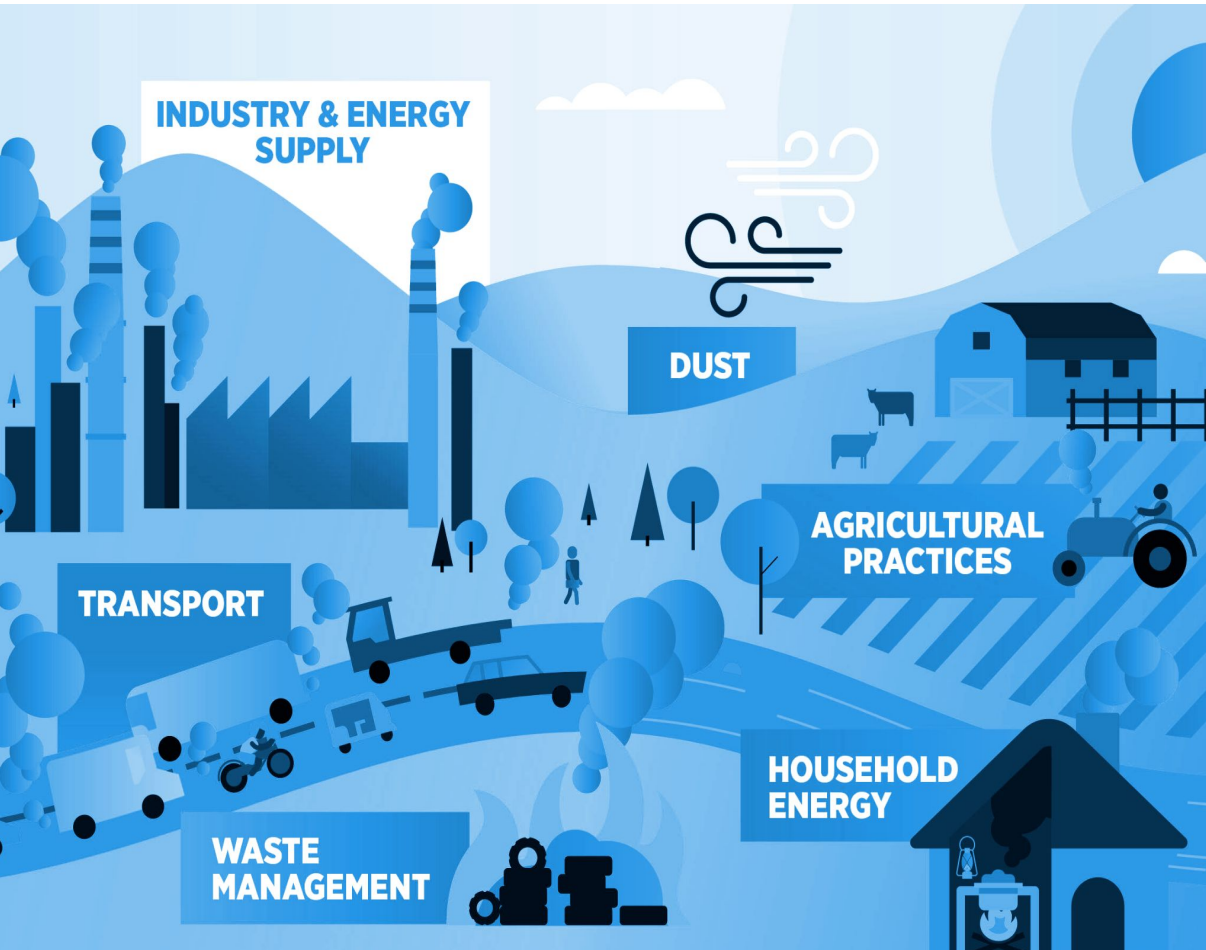 INDUSTRY & ENERGY
SUPPLY
DUST
AGRICULTURAL
PRACTICES
TRANSPORT
HOUSEHOLD
ENERGY
WASTE
MANAGEMENT